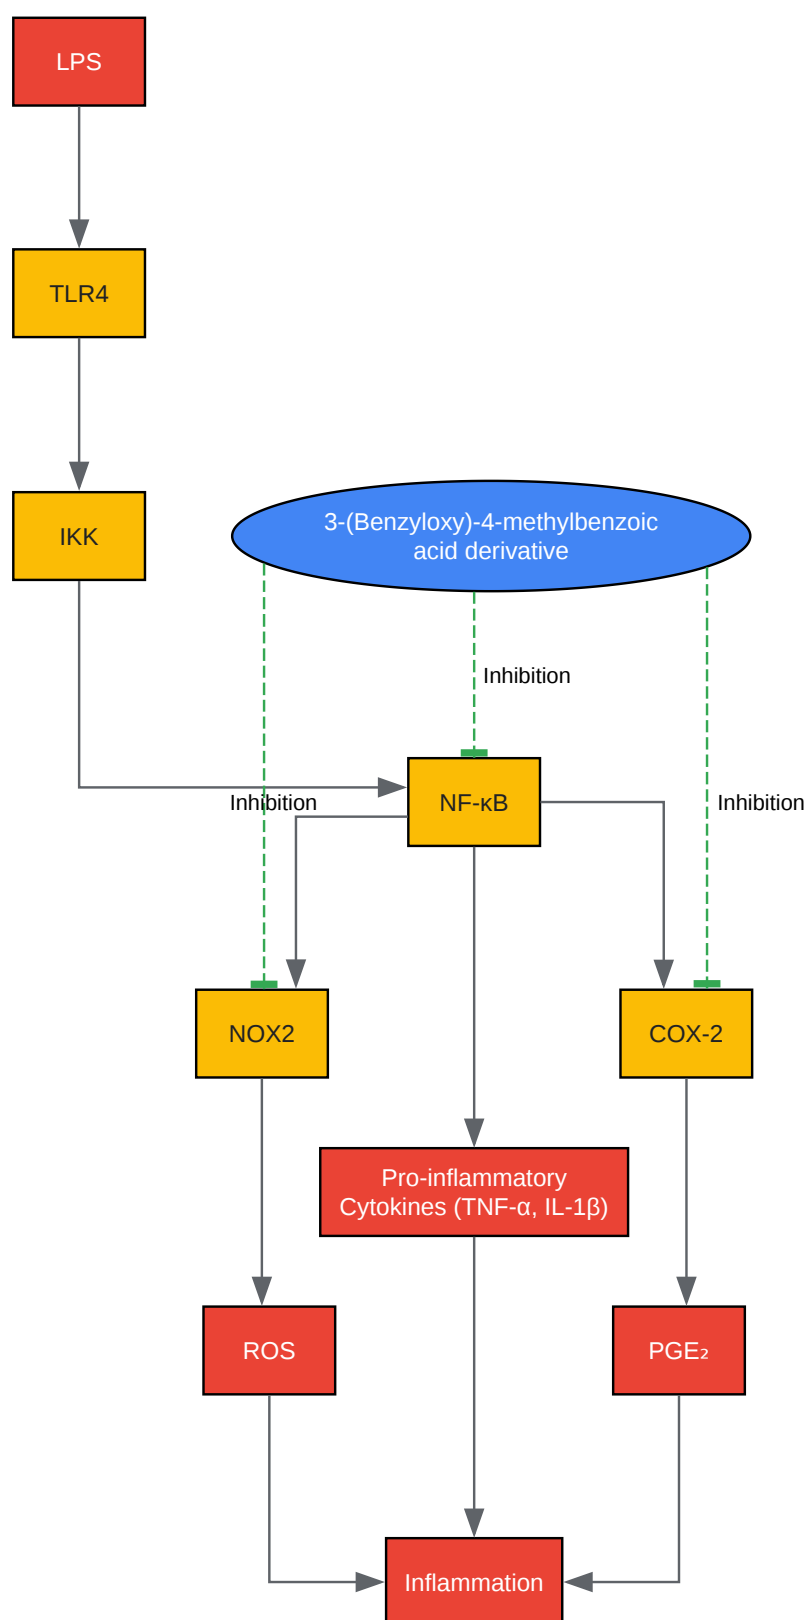 LPS
TLR4
IKK
3-(Benzyloxy)-4-methylbenzoic
acid derivative
Inhibition
Inhibition
NF-κB
Inhibition
NOX2
COX-2
Pro-inflammatory
Cytokines (TNF-α, IL-1β)
ROS
PGE₂
Inflammation